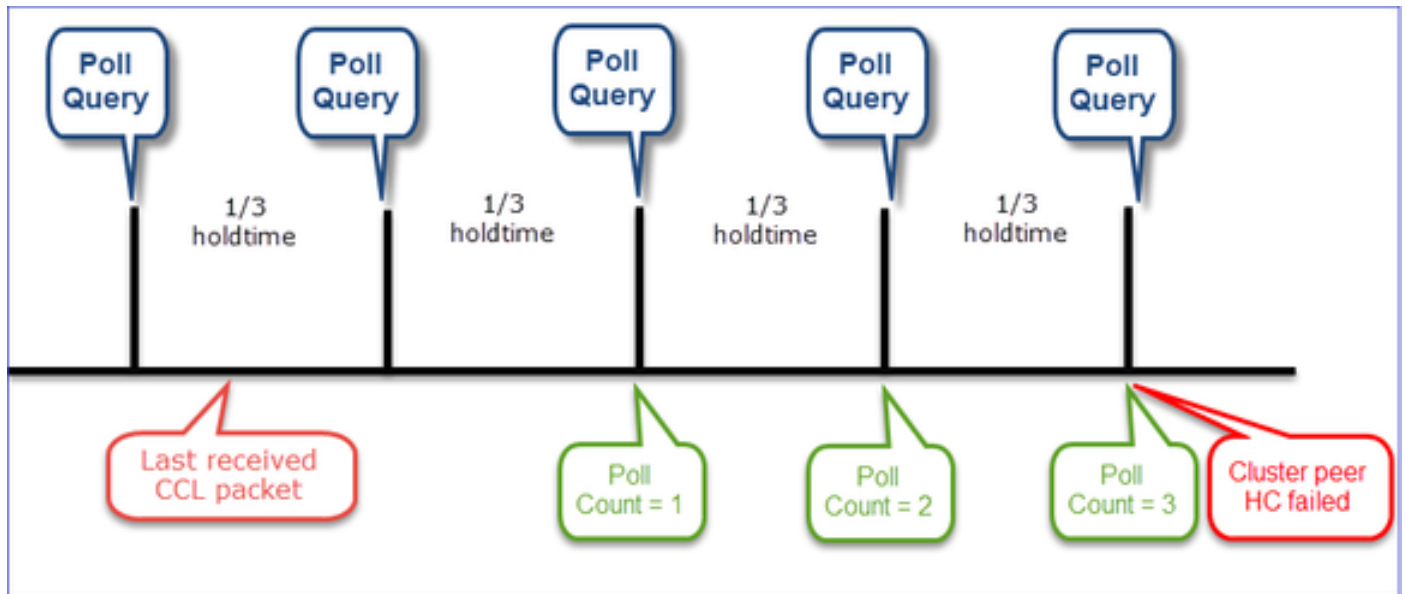 Poll
Query
Poll
Query
Poll
Query
Poll
Query
Poll
Query
1/3
holdtime
1/3
holdtime
1/3
holdtime
1/3
holdtime
Last received
CCL packet
Poll
Count = 1
Poll
Count = 2
Poll
Count = 3
Cluster peer
HC failed